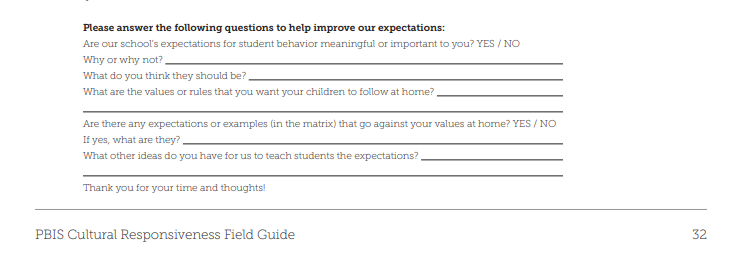 Please answer the following questions to help improve our expectations:
Are our school's expectations for student behavior meaningful or important to you? YES / NO
Why or why not?
What do you think they should be?
What are the values or rules that you want your children to follow at home?
Are there any expectations or examples (in the matrix) that go against your values at home? YES / NO
If yes, what are they?
What other ideas do you have for us to teach students the expectations?
Thank you for your time and thoughts!
PBIS Cultural Responsiveness Field Guide 32